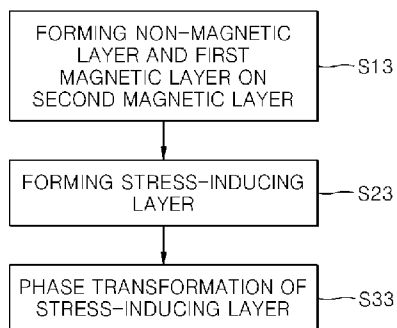 FORMING NON-MAGNETIC
LAYER AND FIRST
MAGNETIC LAYER ON
SECOND MAGNETIC LAYER
S13
FORMING STRESS-INDUCING
LAYER
S23
PHASE TRANSFORMATION OF
STRESS-INDUCING LAYER
S33